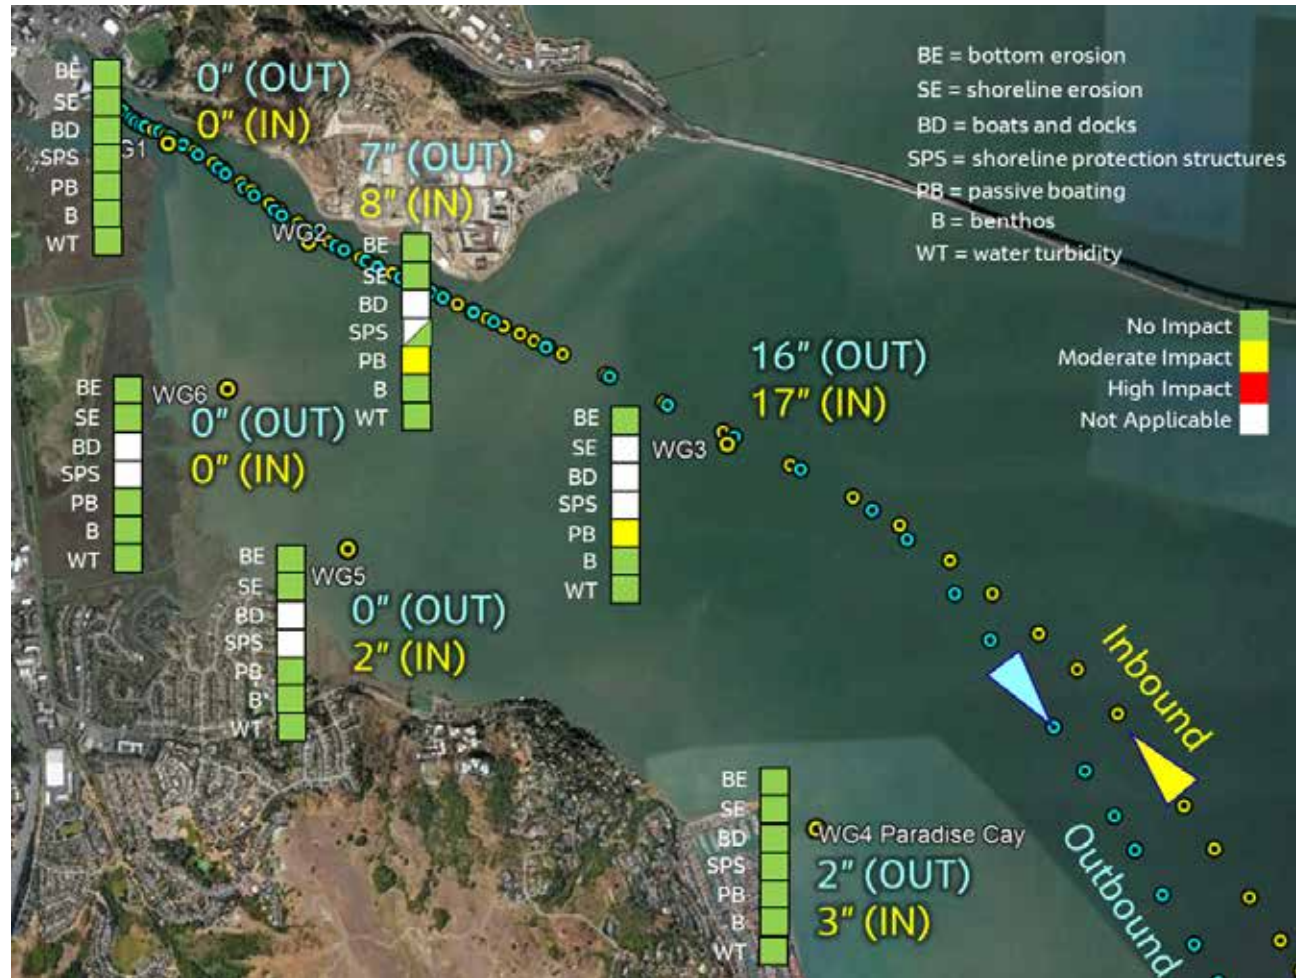 BE = bottom erosion
SE = shoreline erosion
BD = boats and docks
SPS = shoreline protection structures
PB = passive boating
B = benthos
WT = water turbidity
No Impact
Moderate Impact
High Impact
Not Applicable
BE
SE
BD
SPS
PB
B
WT
G1
0" (OUT)
0" (IN)
7" (OUT)
8" (IN)
WG2
BE
SE
BD
SPS
PB
B
WT
16" (OUT)
17" (IN)
WG3
BE
SE
BD
SPS
PB
B
WT
WG6
0" (OUT)
0" (IN)
BE
SE
BD
SPS
PB
B
WT
WG5
0" (OUT)
2" (IN)
BE
SE
BD
SPS
PB
B
WT
Inbound
Outbound
WG4 Paradise Cay
2" (OUT)
3" (IN)
BE
SE
BD
SPS
PB
B
WT